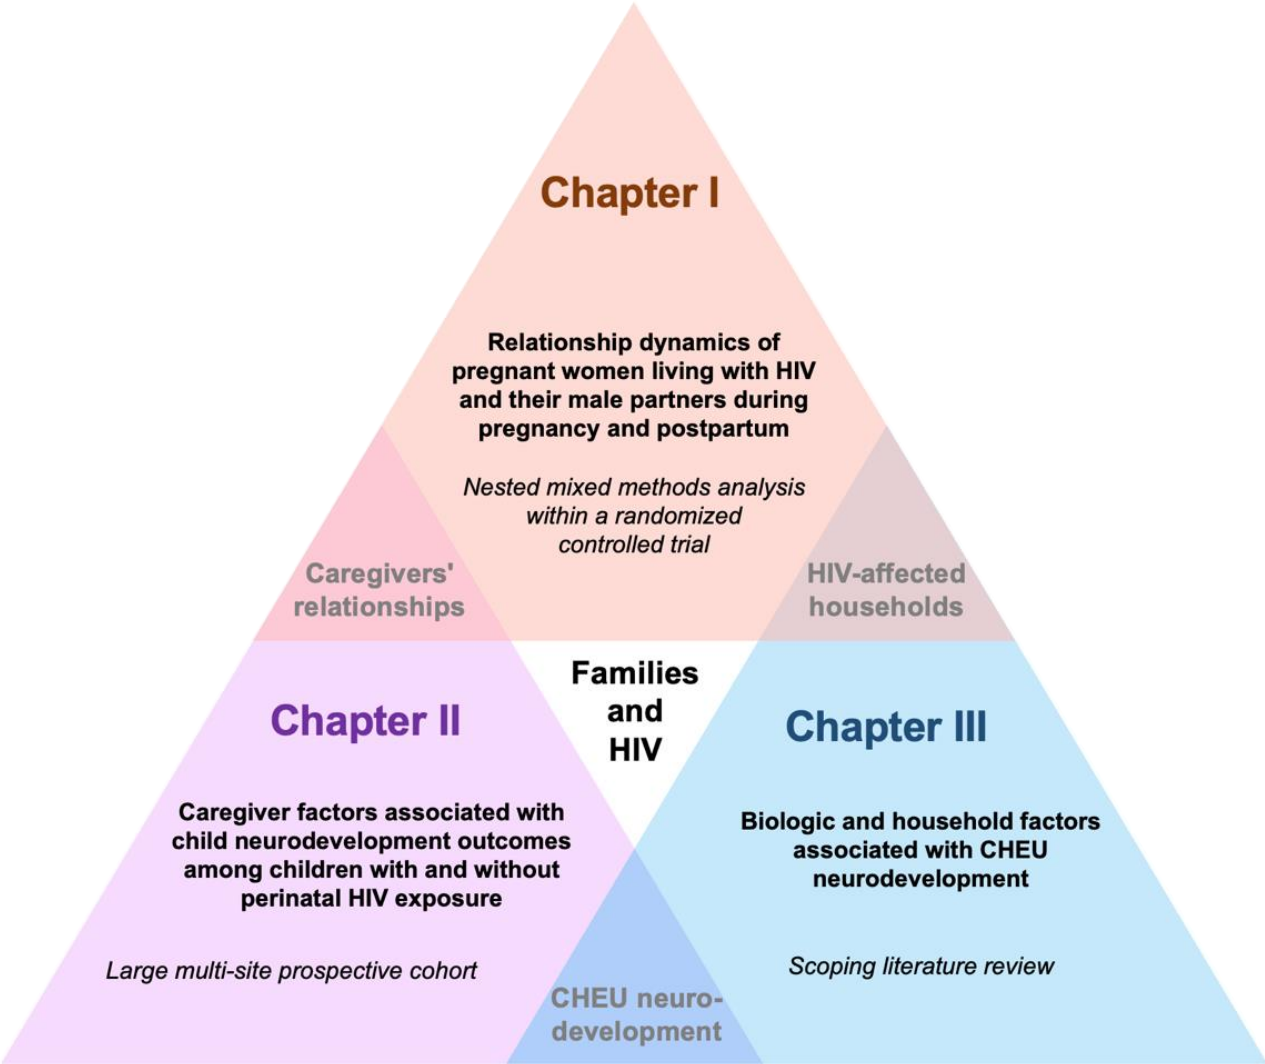 Chapter I
Relationship dynamics of
pregnant women living with HIV
and their male partners during
pregnancy and postpartum
Nested mixed methods analysis
within a randomized
controlled trial
Caregivers'
relationships
HIV-affected
households
Families
and
HIV
Chapter II
Caregiver factors associated with
child neurodevelopment outcomes
among children with and without
perinatal HIV exposure
Large multi-site prospective cohort
Chapter III
Biologic and household factors
associated with CHEU
neurodevelopment
Scoping literature review
CHEU neuro-
development